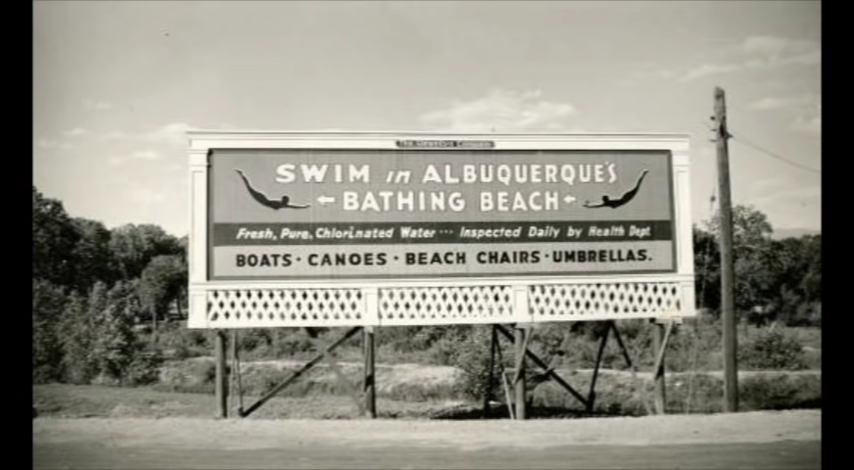 SWIM in ALBUQUERQUE'S
←BATHING BEACH←
Fresh, Pure, Chlorinated Water ··· Inspected Daily by Health Dept.
BOATS · CANOES · BEACH CHAIRS · UMBRELLAS.